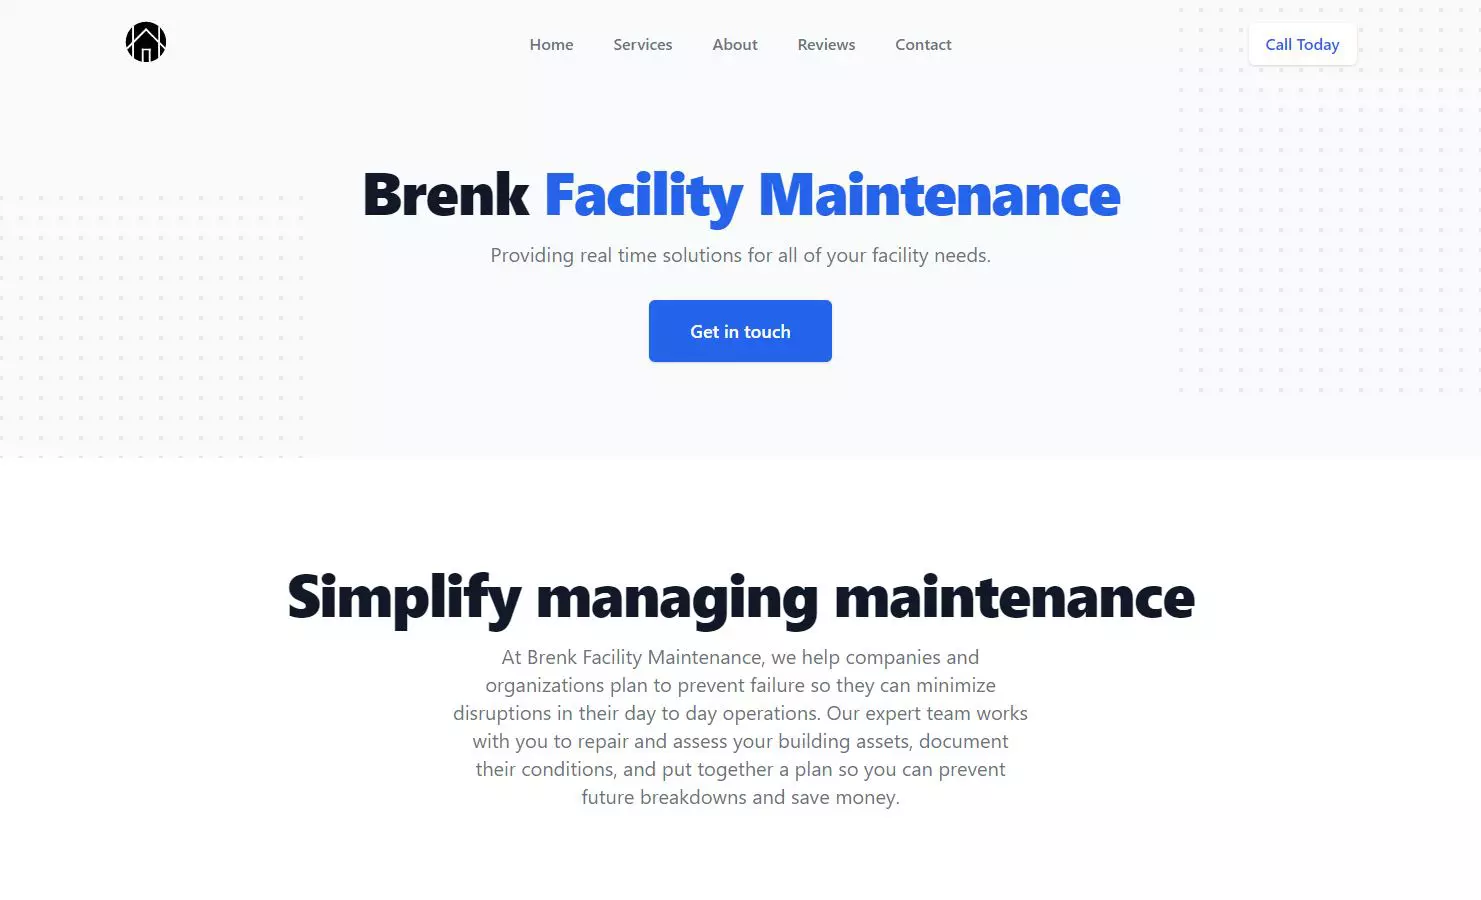 Home Services About Reviews Contact Call Today
Brenk Facility Maintenance
Providing real time solutions for all of your facility needs.
Get in touch
Simplify managing maintenance
At Brenk Facility Maintenance, we help companies and
organizations plan to prevent failure so they can minimize
disruptions in their day to day operations. Our expert team works
with you to repair and assess your building assets, document
their conditions, and put together a plan so you can prevent
future breakdowns and save money.